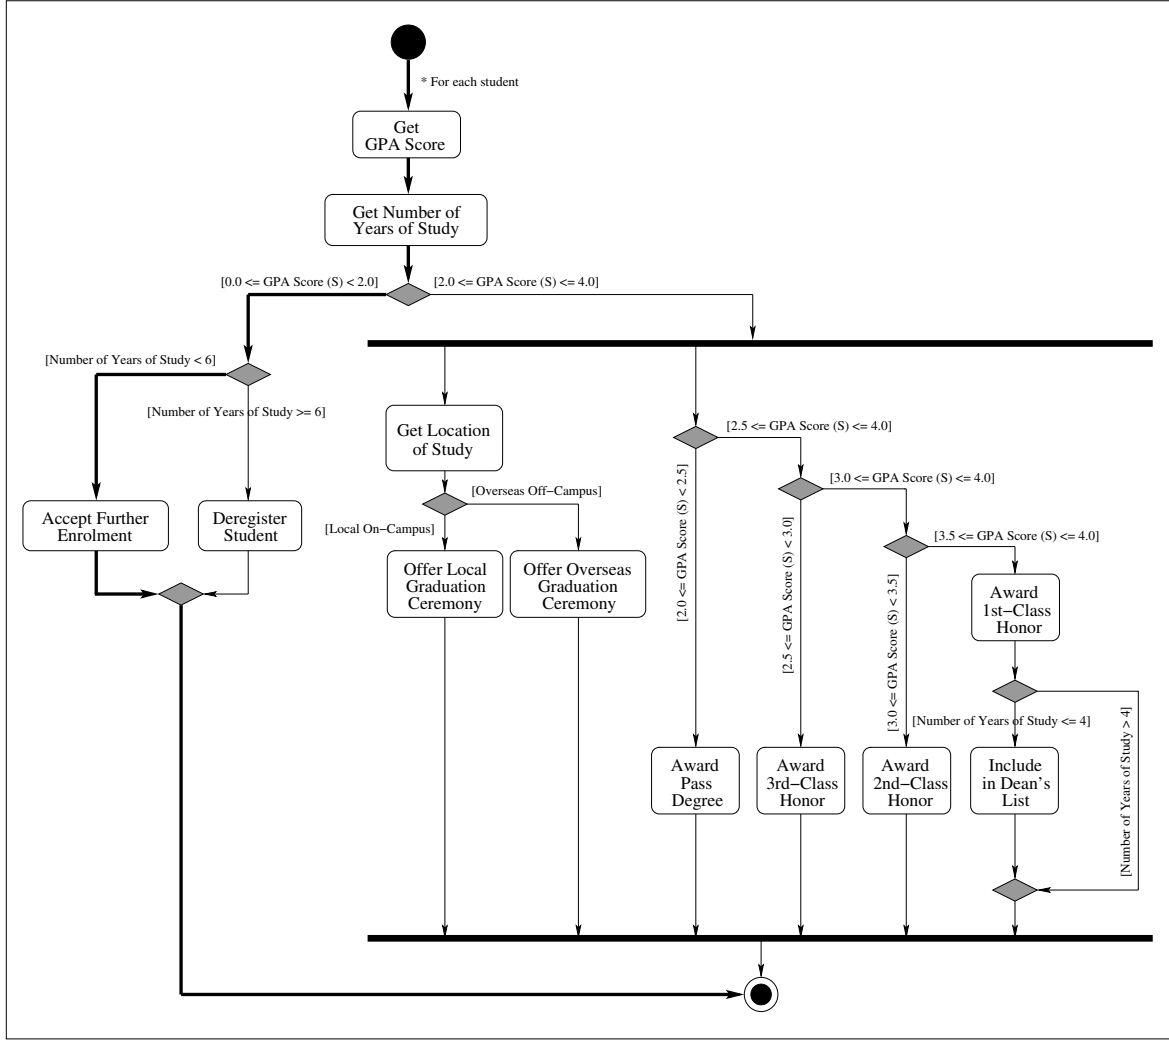 * For each student
Get
GPA Score
Get Number of
Years of Study
[0.0 <= GPA Score (S) < 2.0]
[2.0 <= GPA Score (S) <= 4.0]
[Number of Years of Study < 6]
[Number of Years of Study >= 6]
Accept Further
Enrolment
Deregister
Student
Get Location
of Study
[Overseas Off−Campus]
[Local On−Campus]
Offer Local
Graduation
Ceremony
Offer Overseas
Graduation
Ceremony
[2.5 <= GPA Score (S) <= 4.0]
[2.0 <= GPA Score (S) < 2.5]
[3.0 <= GPA Score (S) <= 4.0]
[2.5 <= GPA Score (S) < 3.0]
[3.5 <= GPA Score (S) <= 4.0]
[3.0 <= GPA Score (S) < 3.5]
Award
1st−Class
Honor
[Number of Years of Study <= 4]
[Number of Years of Study > 4]
Award
Pass
Degree
Award
3rd−Class
Honor
Award
2nd−Class
Honor
Include
in Dean's
List